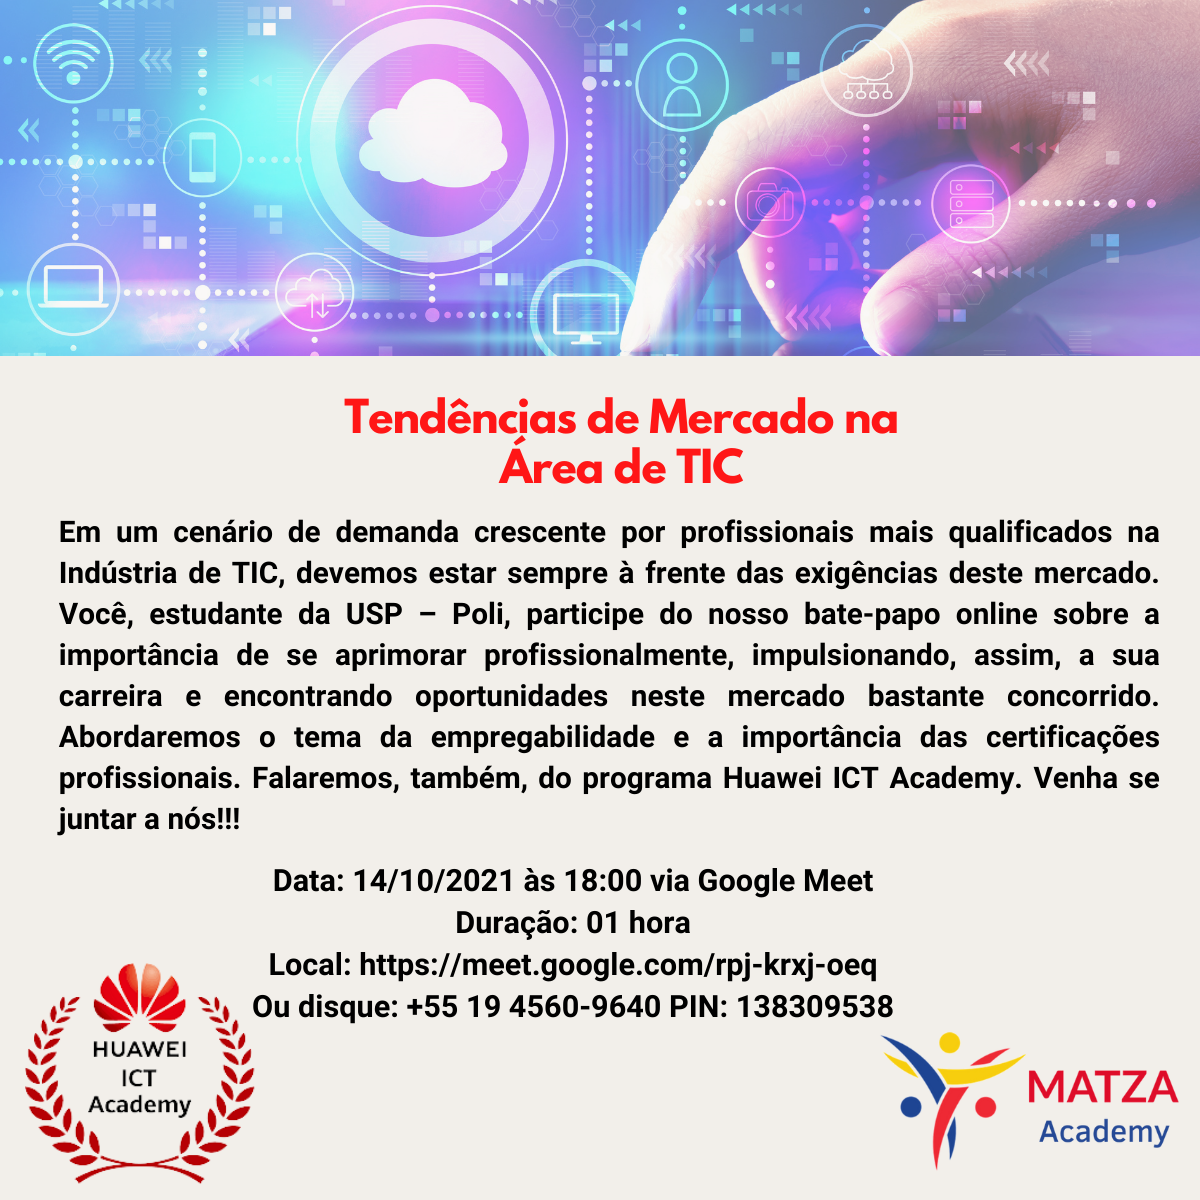 Tendências de Mercado na
Área de TIC
Em um cenário de demanda crescente por profissionais mais qualificados na
Indústria de TIC, devemos estar sempre à frente das exigências deste mercado.
Você, estudante da USP – Poli, participe do nosso bate-papo online sobre a
importância de se aprimorar profissionalmente, impulsionando, assim, a sua
carreira e encontrando oportunidades neste mercado bastante concorrido.
Abordaremos o tema da empregabilidade e a importância das certificações
profissionais. Falaremos, também, do programa Huawei ICT Academy. Venha se
juntar a nós!!!
Data: 14/10/2021 às 18:00 via Google Meet
Duração: 01 hora
Local: https://meet.google.com/rpj-krxj-oeq
Ou disque: +55 19 4560-9640 PIN: 138309538
HUAWEI
ICT
Academy
MATZA
Academy